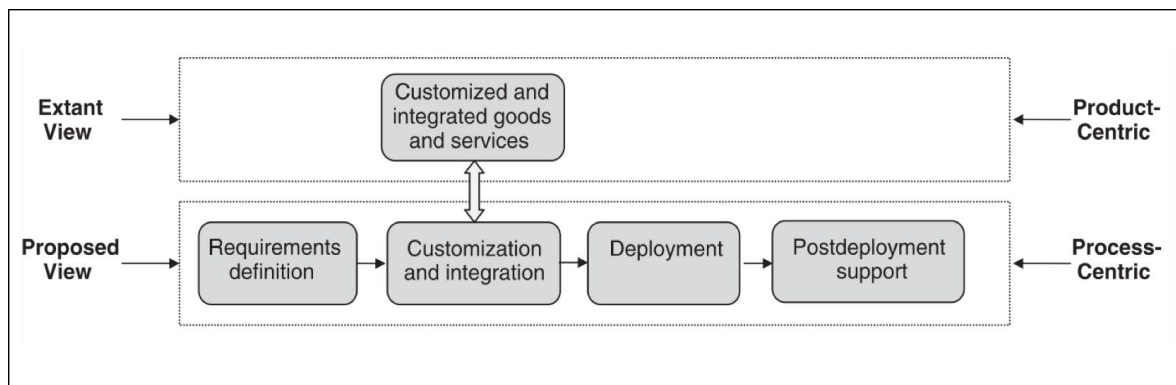 Extant
View
Customized and
integrated goods
and services
Product-
Centric
Proposed
View
Requirements
definition
Customization
and integration
Deployment
Postdeployment
support
Process-
Centric